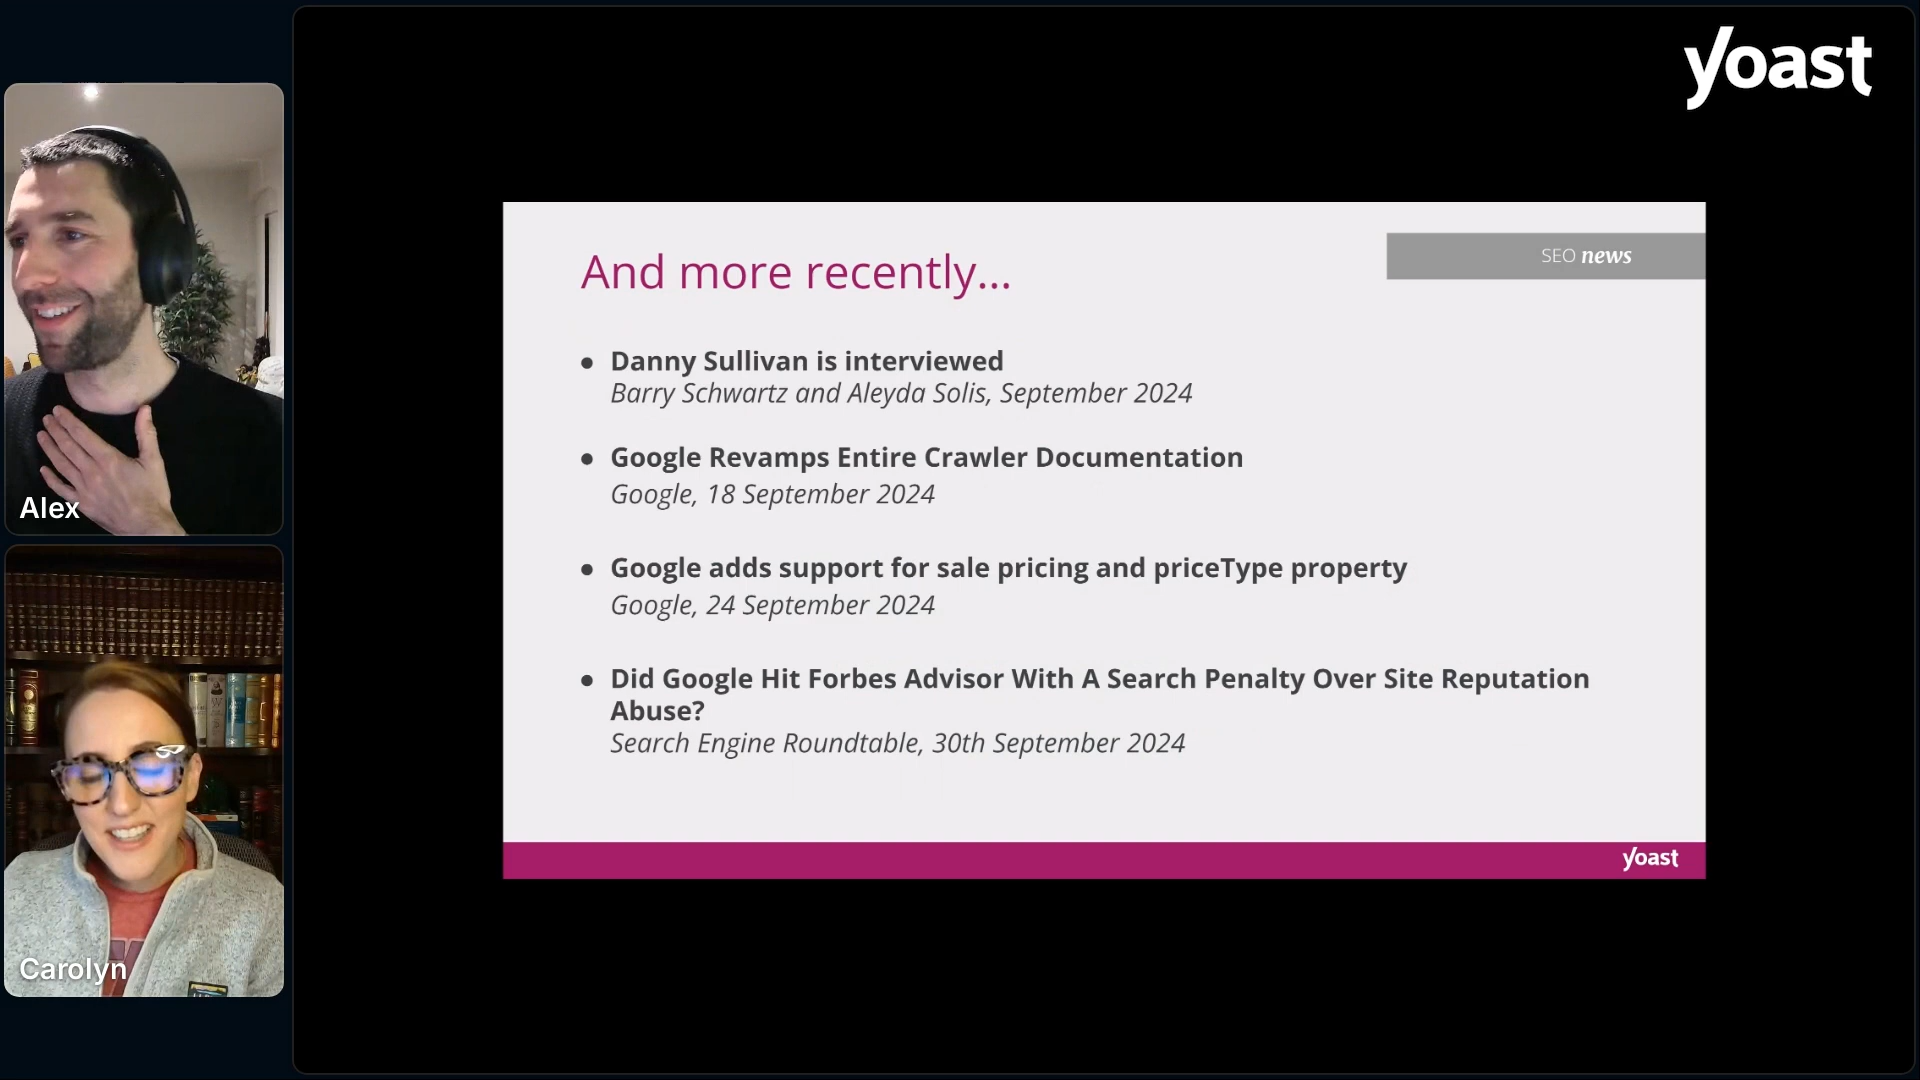 yoast
SEO news
And more recently...
● Danny Sullivan is interviewed
Barry Schwartz and Aleyda Solis, September 2024
● Google Revamps Entire Crawler Documentation
Google, 18 September 2024
● Google adds support for sale pricing and priceType property
Google, 24 September 2024
● Did Google Hit Forbes Advisor With A Search Penalty Over Site Reputation
Abuse?
Search Engine Roundtable, 30th September 2024
yoast
Alex
Carolyn